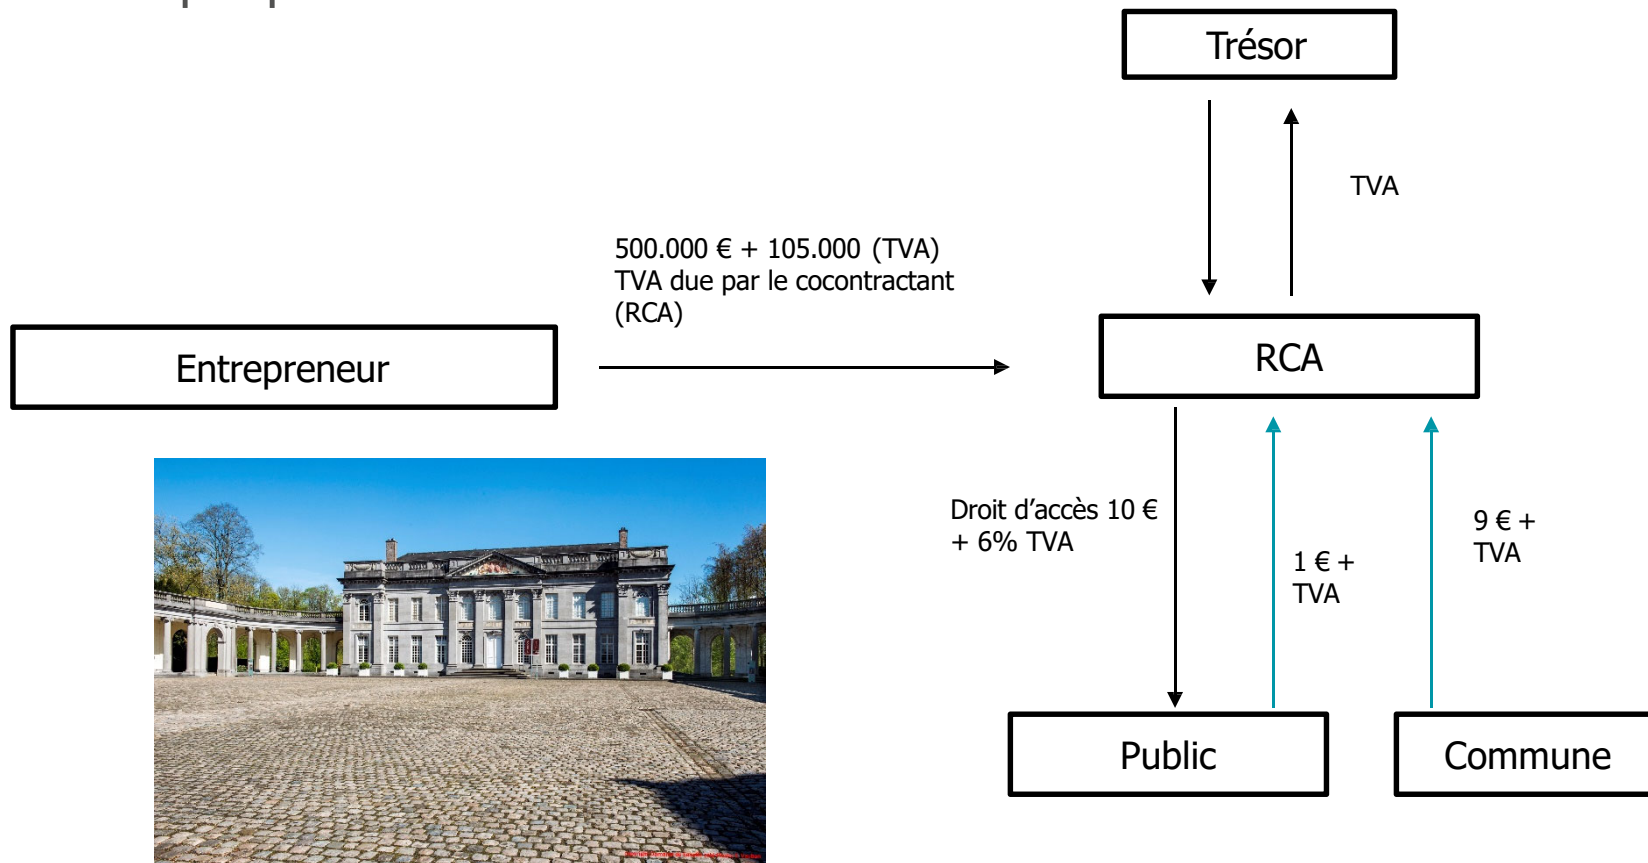 Trésor
TVA
500.000 € + 105.000 (TVA)
TVA due par le cocontractant
(RCA)
Entrepreneur
RCA
Droit d’accès 10 €
+ 6% TVA
1 € +
TVA
9 € +
TVA
Public
Commune